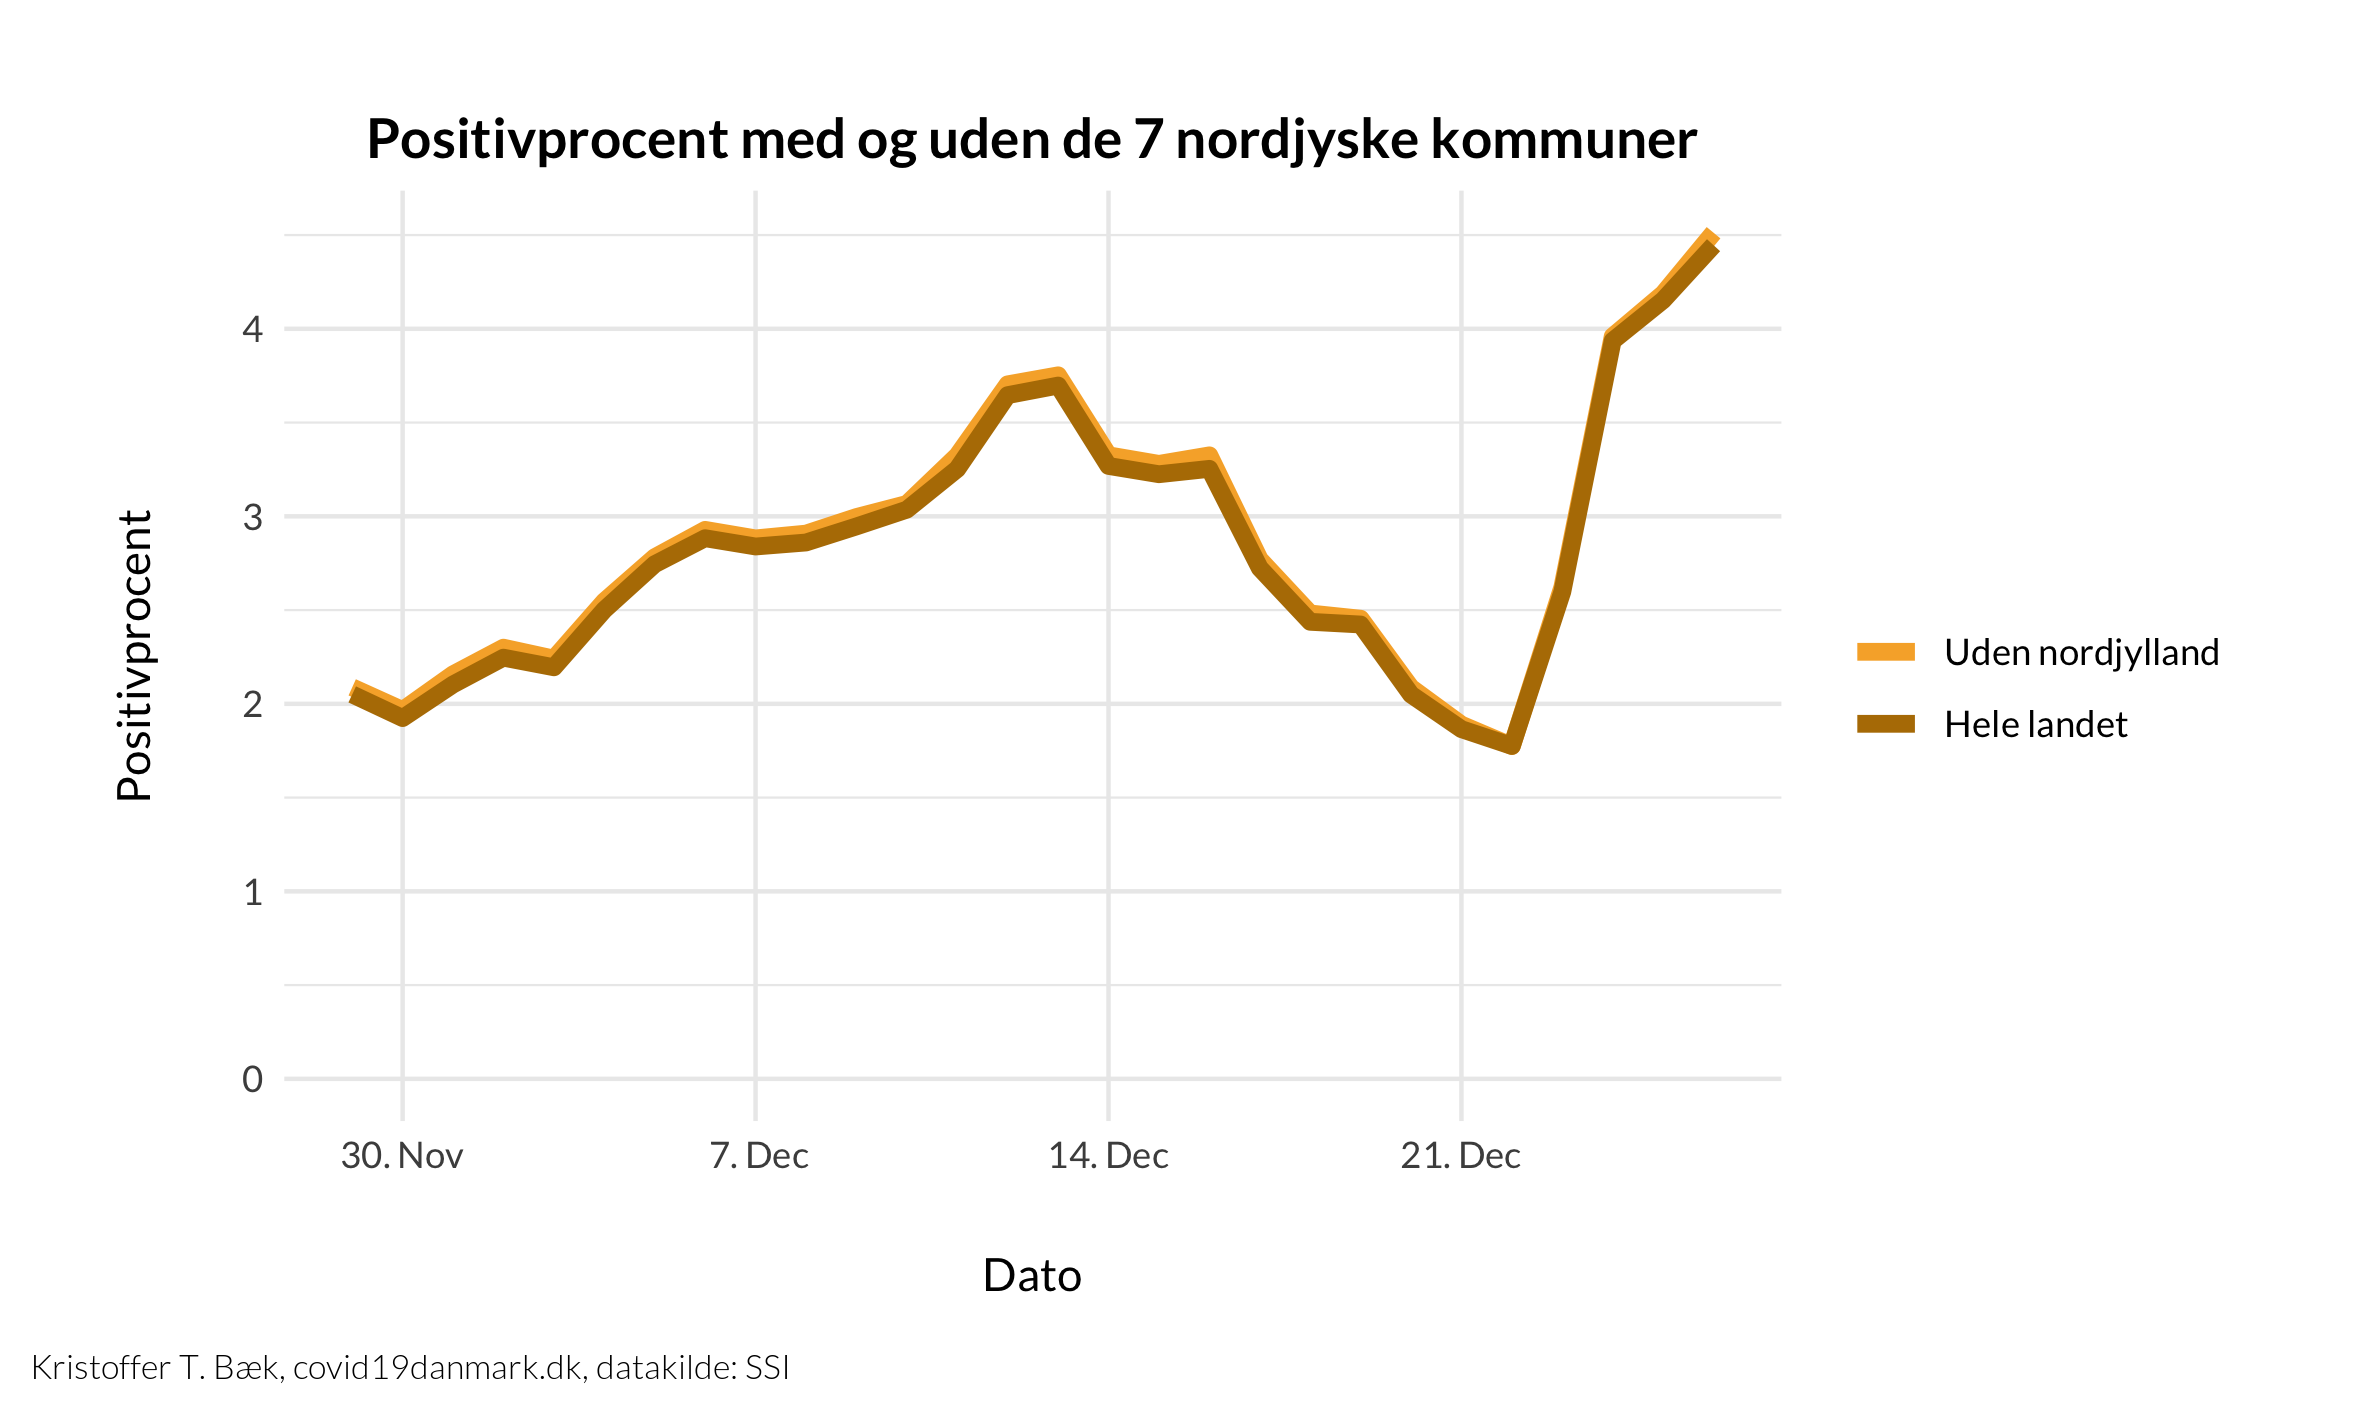 Positivprocent med og uden de 7 nordjyske kommuner
Positivprocent
4
3
2
1
0
30. Nov
7. Dec
14. Dec
21. Dec
Dato
Uden nordjylland
Hele landet
Kristoffer T. Bæk, covid19danmark.dk, datakilde: SSI